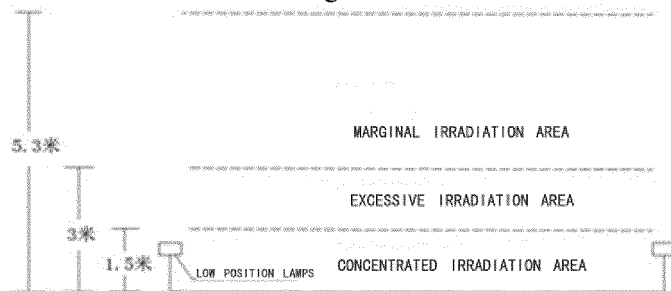 MARGINAL IRRADIATION AREA
5.3米
EXCESSIVE IRRADIATION AREA
3米
1.5米
LOW POSITION LAMPS
CONCENTRATED IRRADIATION AREA